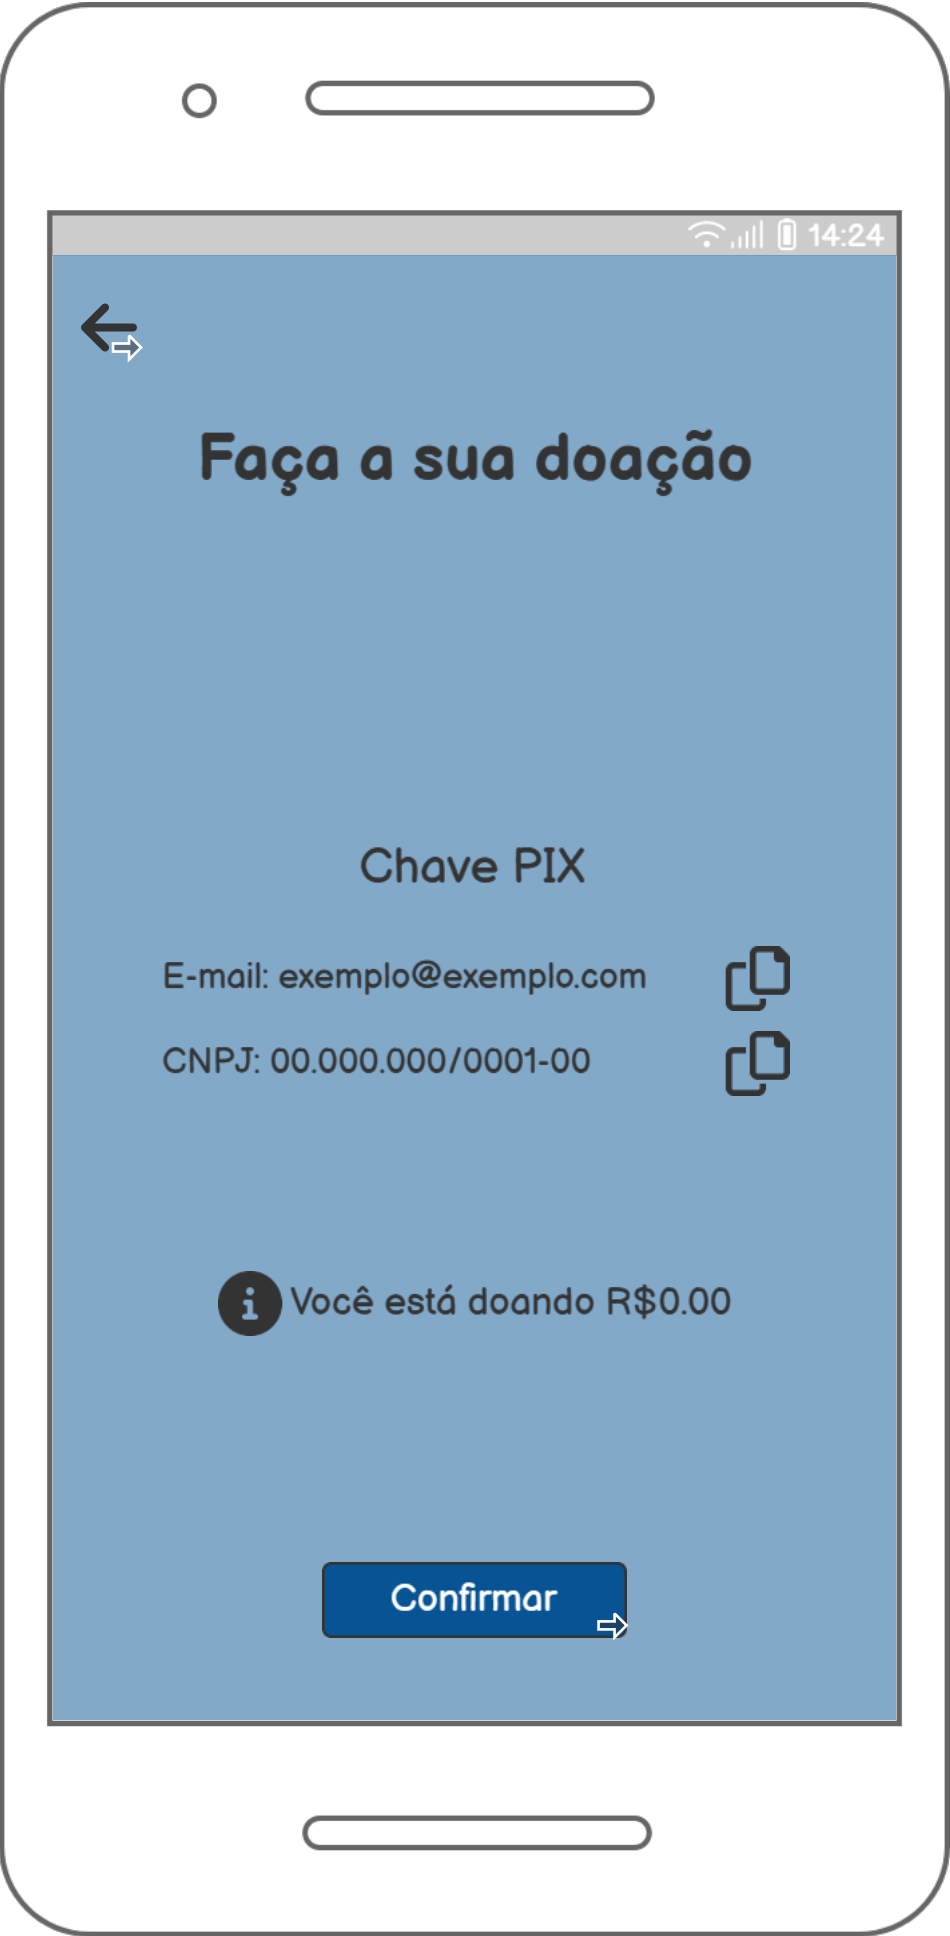 14:24
Faça a sua doação
Chave PIX
E-mail: exemplo@exemplo.com
CNPJ: 00.000.000/0001-00
Você está doando R$0.00
Confirmar